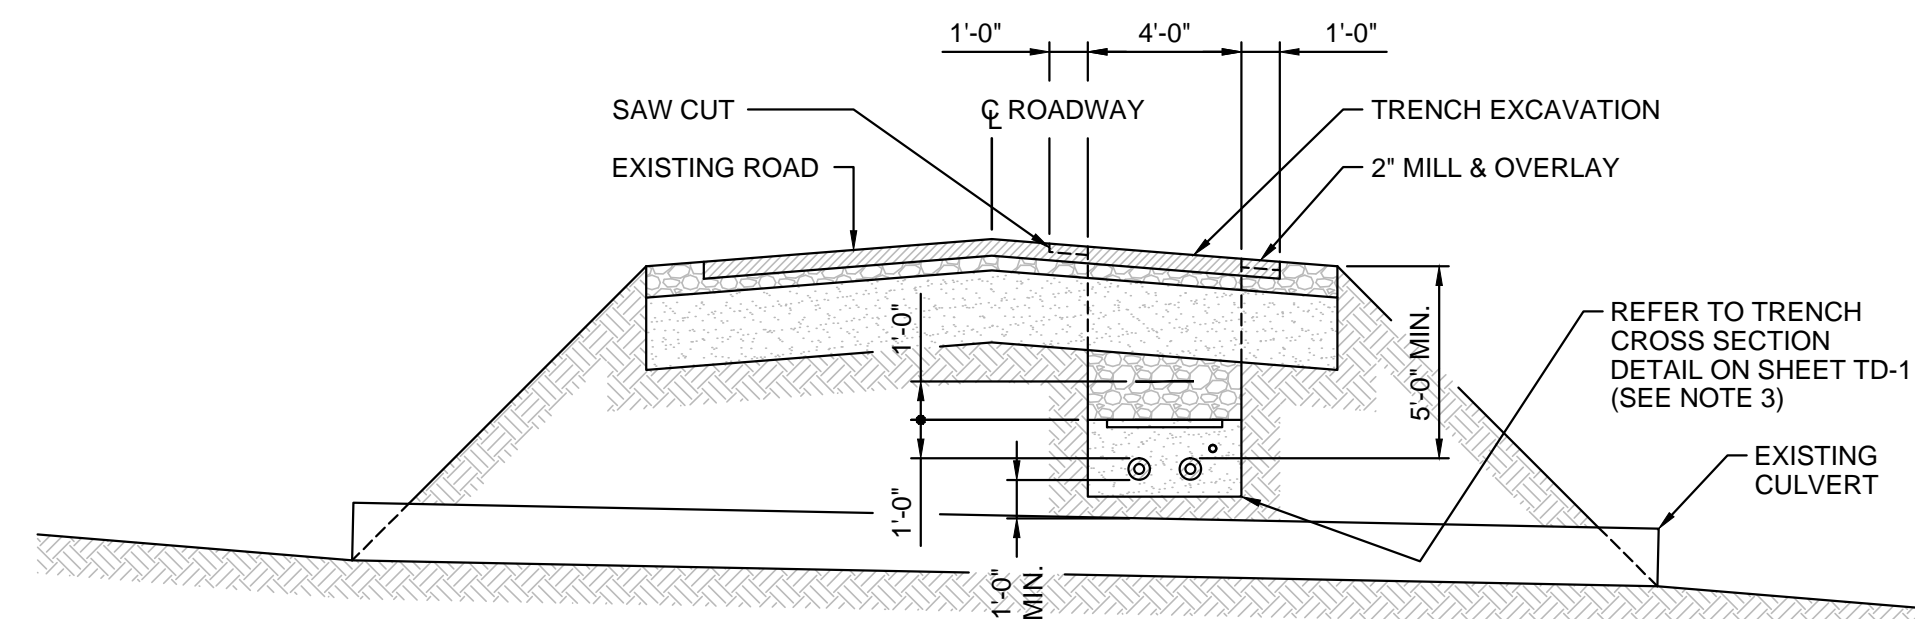 1'-0"
4'-0"
1'-0"
SAW CUT
℄ ROADWAY
TRENCH EXCAVATION
EXISTING ROAD
2" MILL & OVERLAY
1'-0"
5'-0" MIN.
REFER TO TRENCH
CROSS SECTION
DETAIL ON SHEET TD-1
(SEE NOTE 3)
EXISTING
CULVERT
1'-0"
1'-0"
MIN.